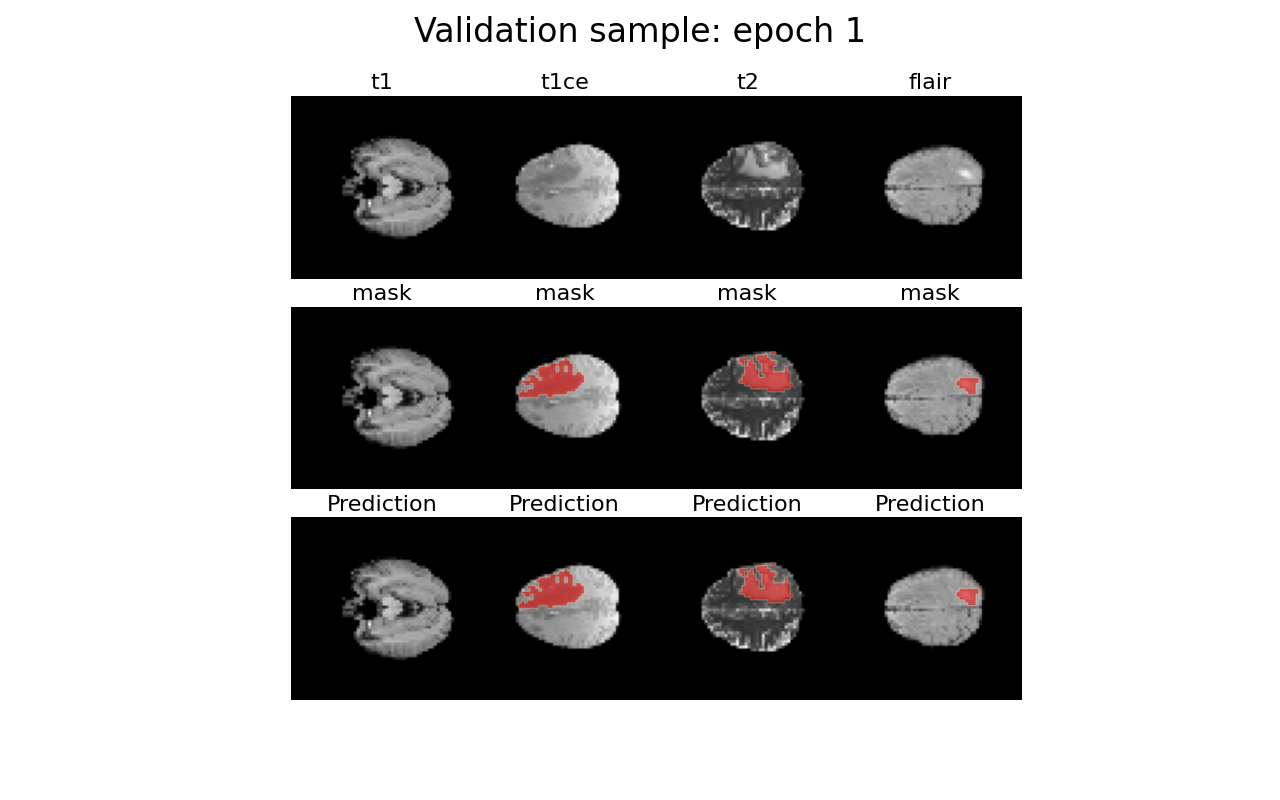 Validation sample: epoch 1
t1 t1ce t2 flair
mask mask mask mask
Prediction Prediction Prediction Prediction